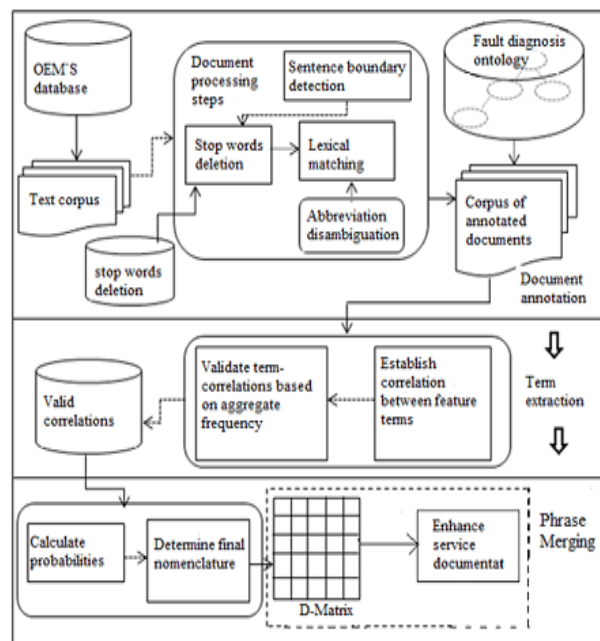 OEM`S
database
Text corpus
stop words
deletion
Document
processing
steps
Sentence boundary
detection
Stop words
deletion
Lexical
matching
Abbreviation
disambiguation
Fault diagnosis
ontology
Corpus of
annotated
documents
Document
annotation
Valid
correlations
Validate term-
correlations based
on aggregate
frequency
Establish
correlation
between feature
terms
Term
extraction
Calculate
probabilities
Determine final
nomenclature
D-Matrix
Enhance
service
documentat
Phrase
Merging